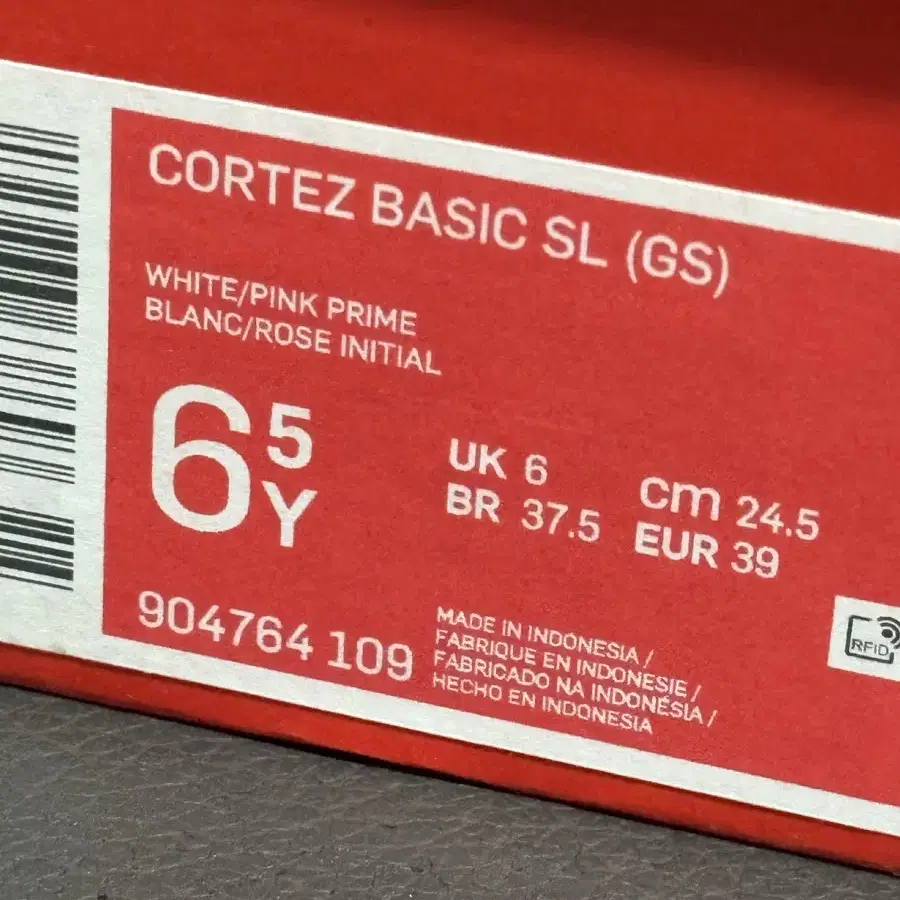 CORTEZ BASIC SL (GS)
WHITE/PINK PRIME
BLANC/ROSE INITIAL
6 5 Y
UK 6
BR 37.5
cm 24.5
EUR 39
904764 109
MADE IN INDONESIA /
FABRIQUE EN INDONESIE /
FABRICADO NA INDONÉSIA /
HECHO EN INDONESIA
RFID